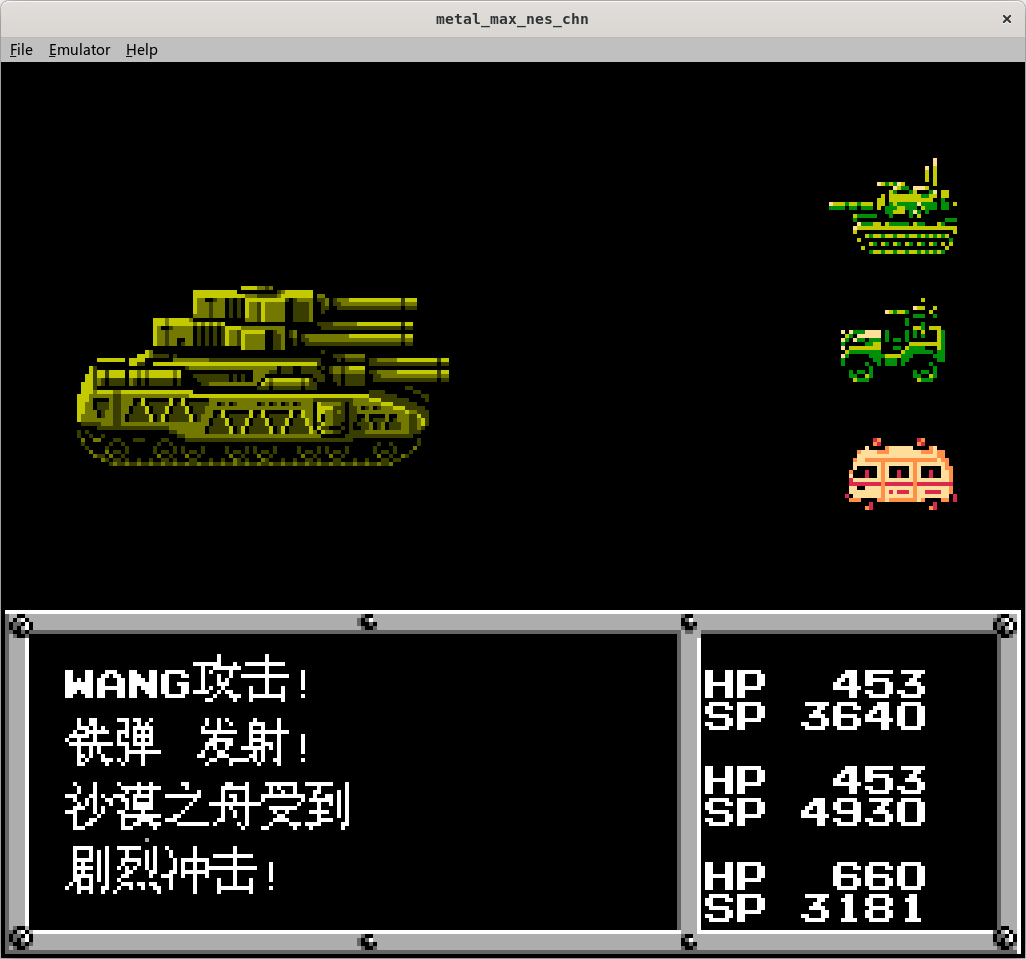 metal_max_nes_chn
×
File Emulator Help
WANG攻击!
铁弹 发射!
沙漠之舟受到
剧烈冲击!
HP 453
SP 3640
HP 453
SP 4930
HP 660
SP 3181